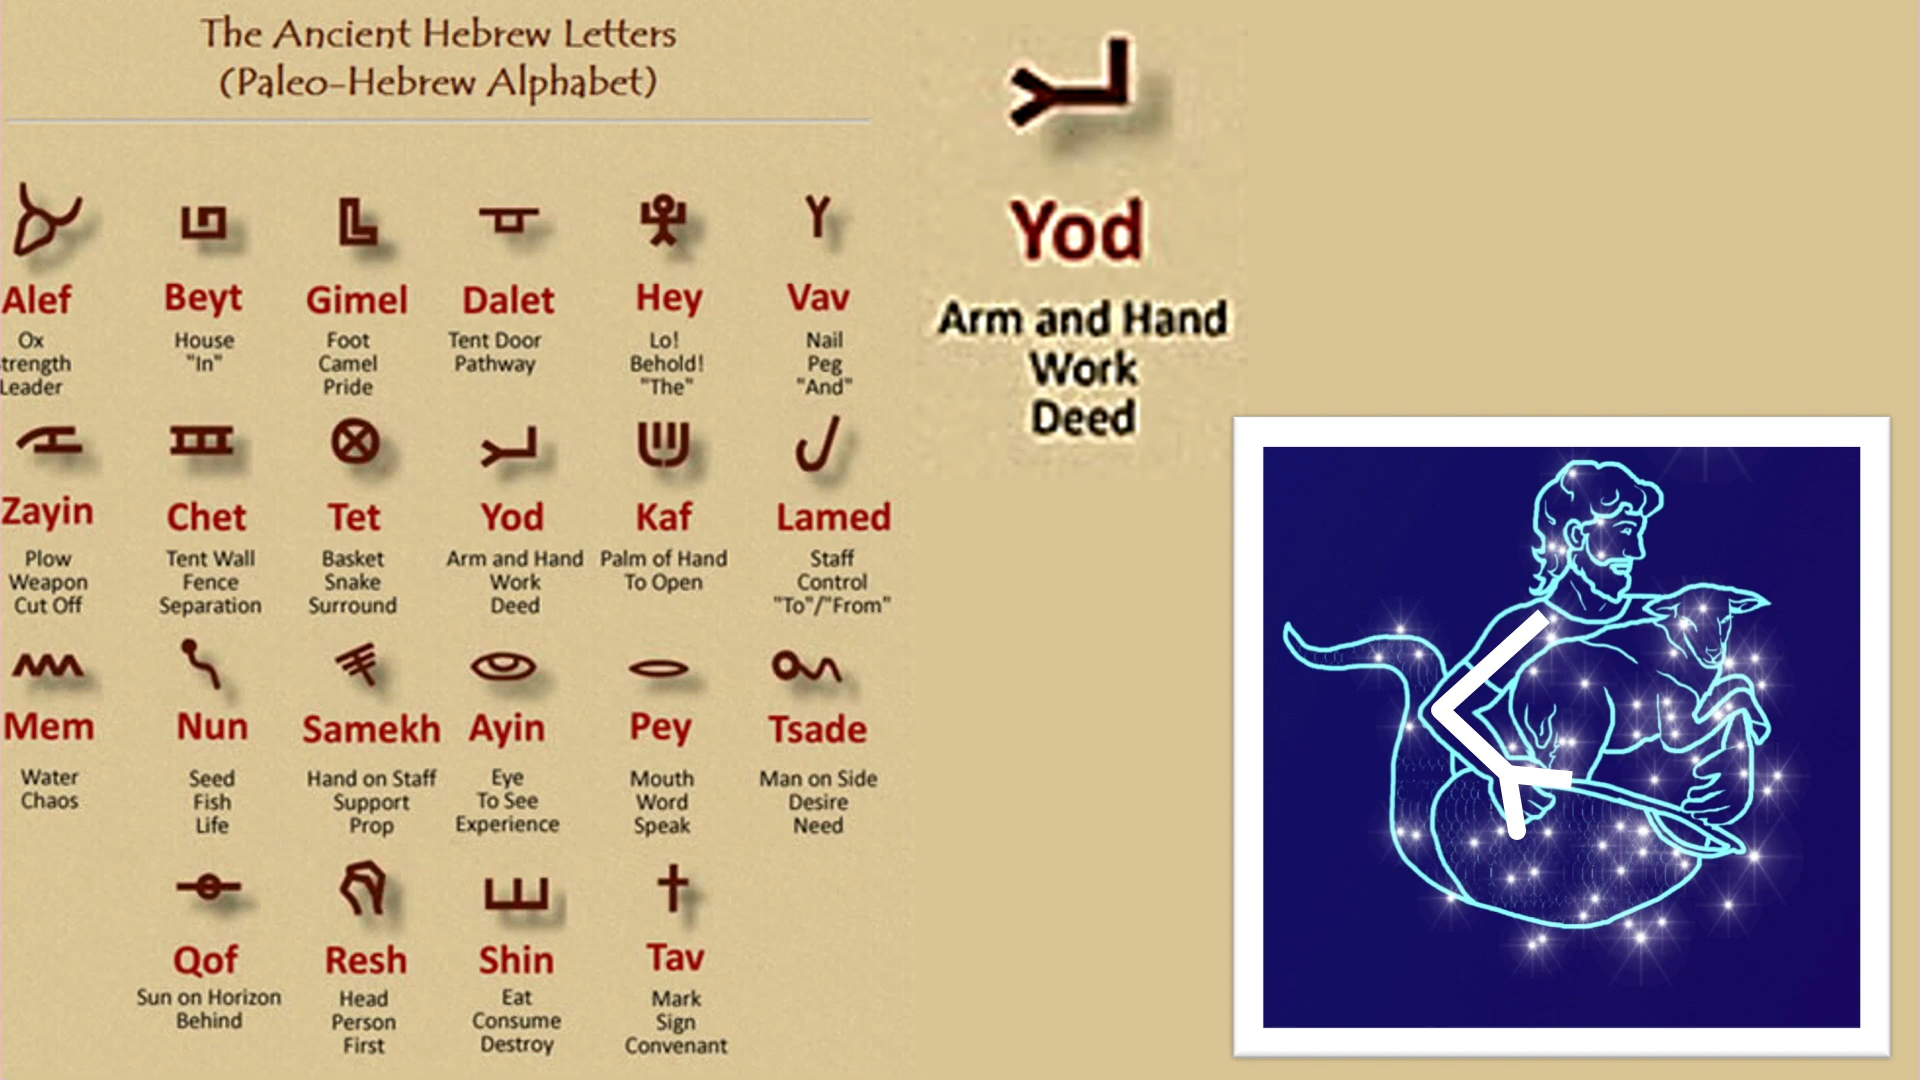 The Ancient Hebrew Letters
(Paleo-Hebrew Alphabet)
Alef Beyt Gimel Dalet Hey Vav
Ox House Foot Tent Door Lo! Nail
trength "In" Camel Pathway Behold! Peg
Leader Pride "The" "And"
Zayin Chet Tet Yod Kaf Lamed
Plow Tent Wall Basket Arm and Hand Palm of Hand Staff
Weapon Fence Snake Work To Open Control
Cut Off Separation Surround Deed "To"/"From"
Mem Nun Samekh Ayin Pey Tsade
Water Seed Hand on Staff Eye Mouth Man on Side
Chaos Fish Support To See Word Desire
Life Prop Experience Speak Need
Qof Resh Shin Tav
Sun on Horizon Head Eat Mark
Behind Person Consume Sign
First Destroy Convenant
Yod
Arm and Hand
Work
Deed